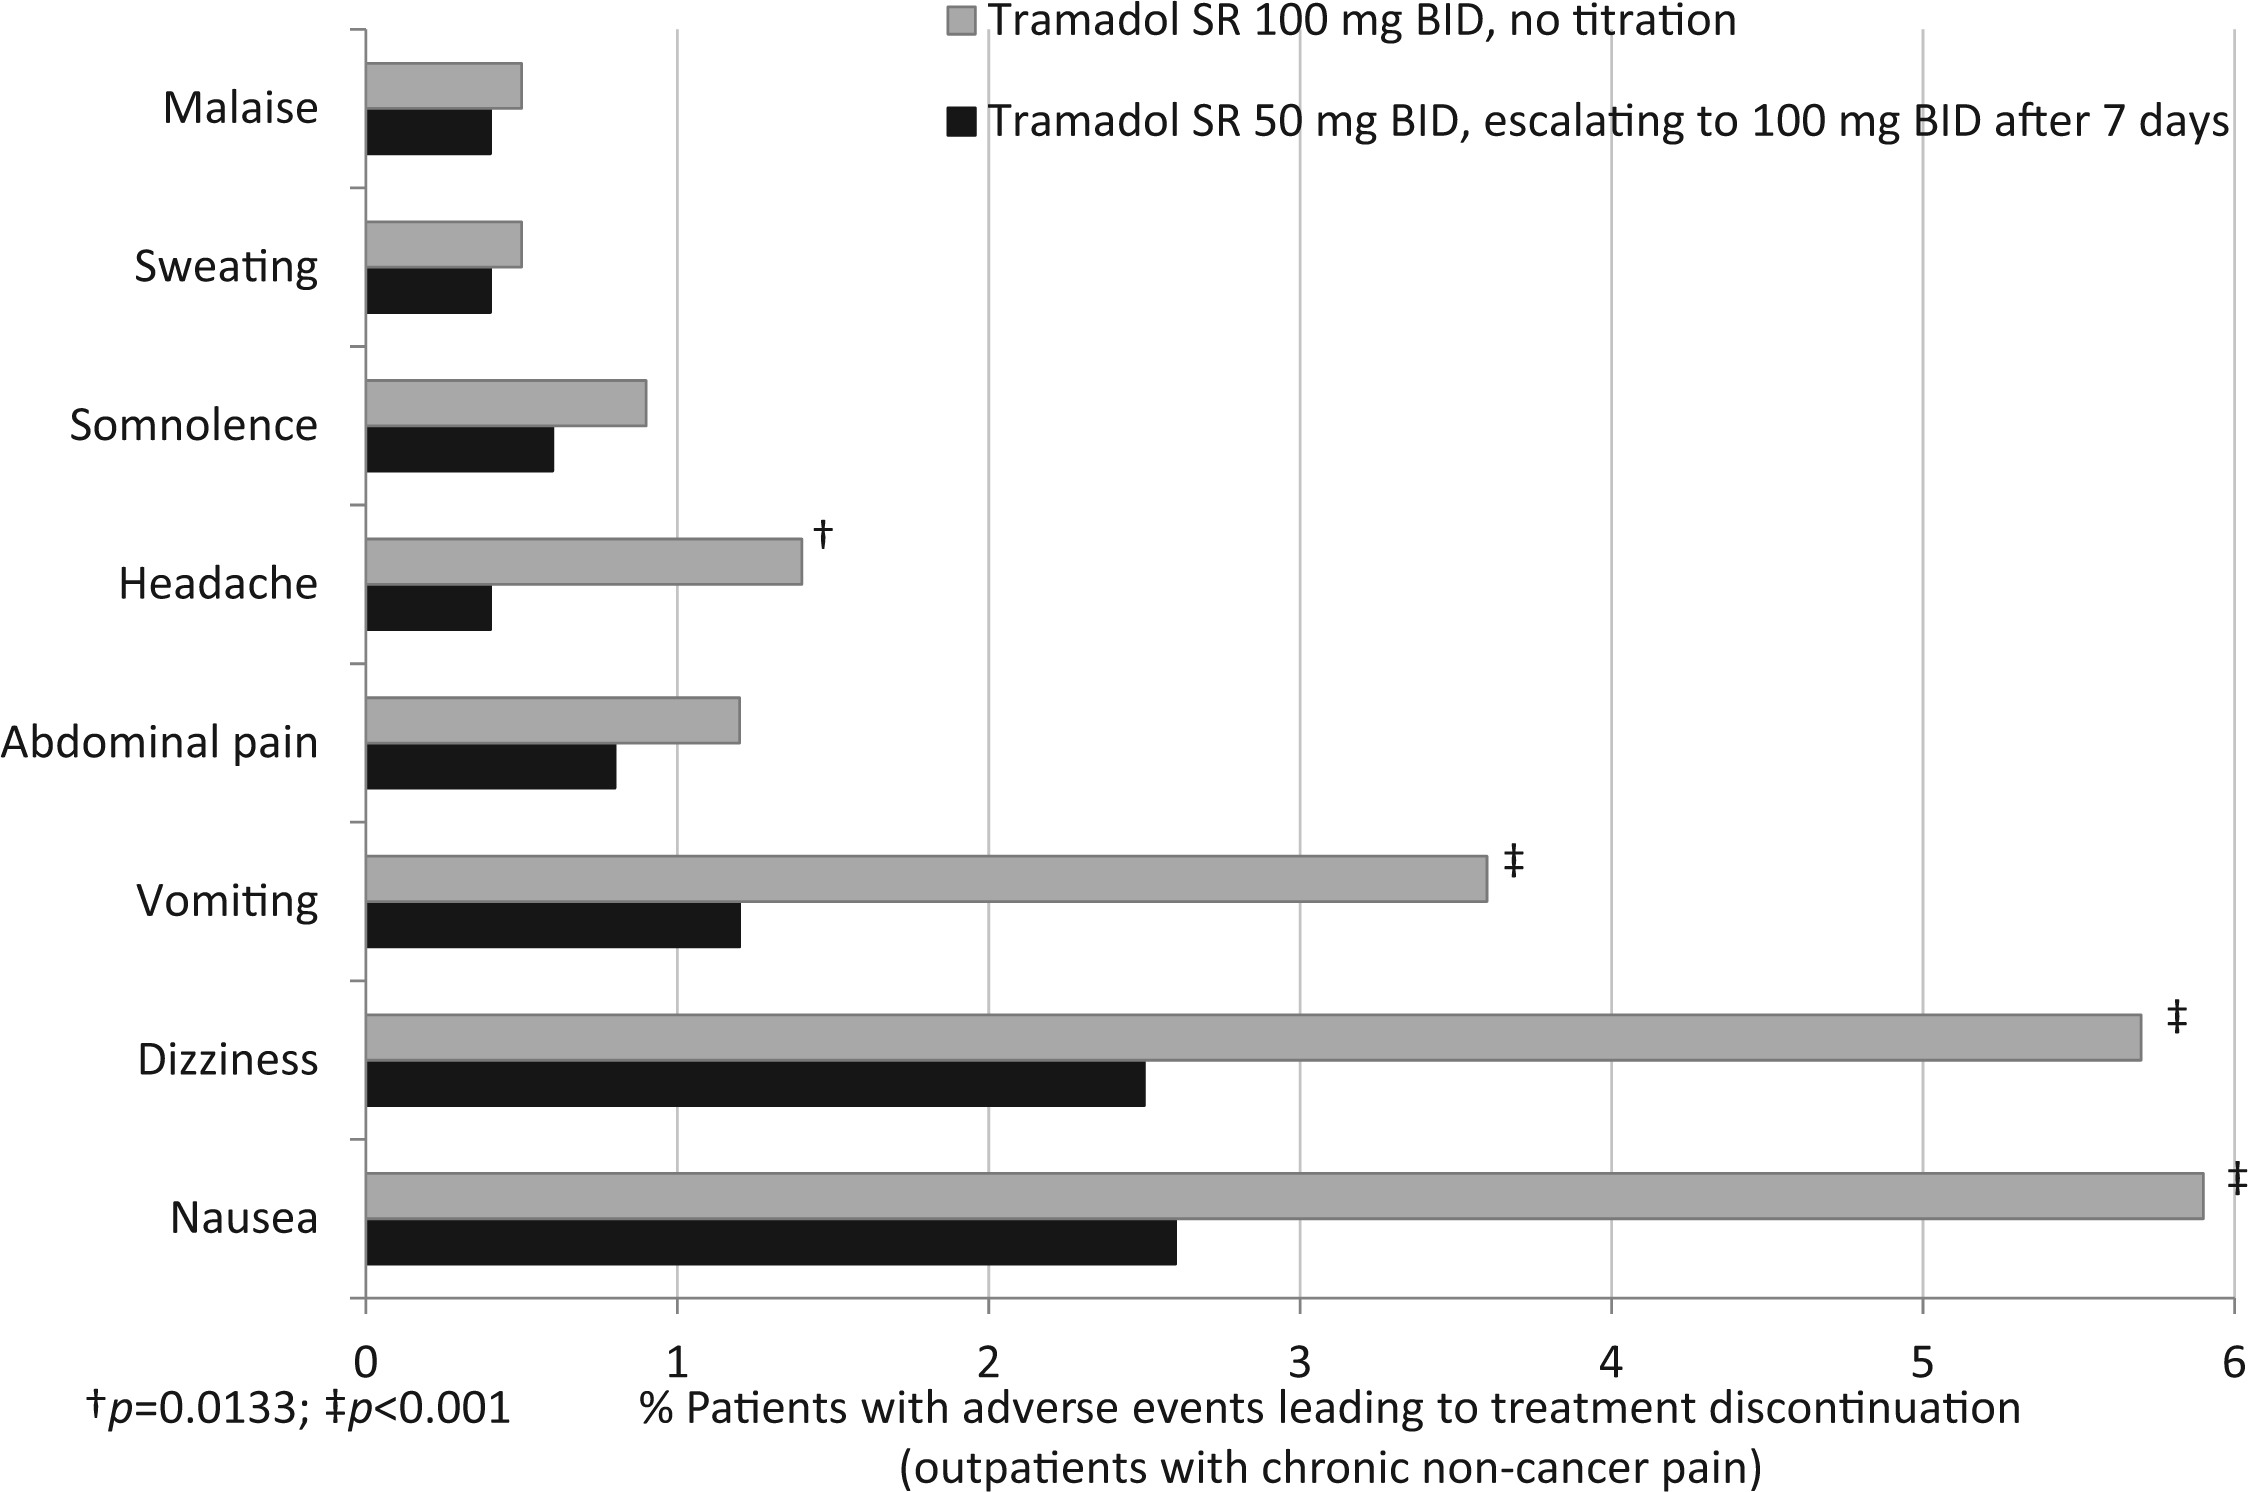 Tramadol SR 100 mg BID, no titration
Tramadol SR 50 mg BID, escalating to 100 mg BID after 7 days
Malaise
Sweating
Somnolence
Headache
†
Abdominal pain
Vomiting
‡
Dizziness
‡
Nausea
‡
0 1 2 3 4 5 6
†p=0.0133; ‡p<0.001
% Patients with adverse events leading to treatment discontinuation
(outpatients with chronic non-cancer pain)